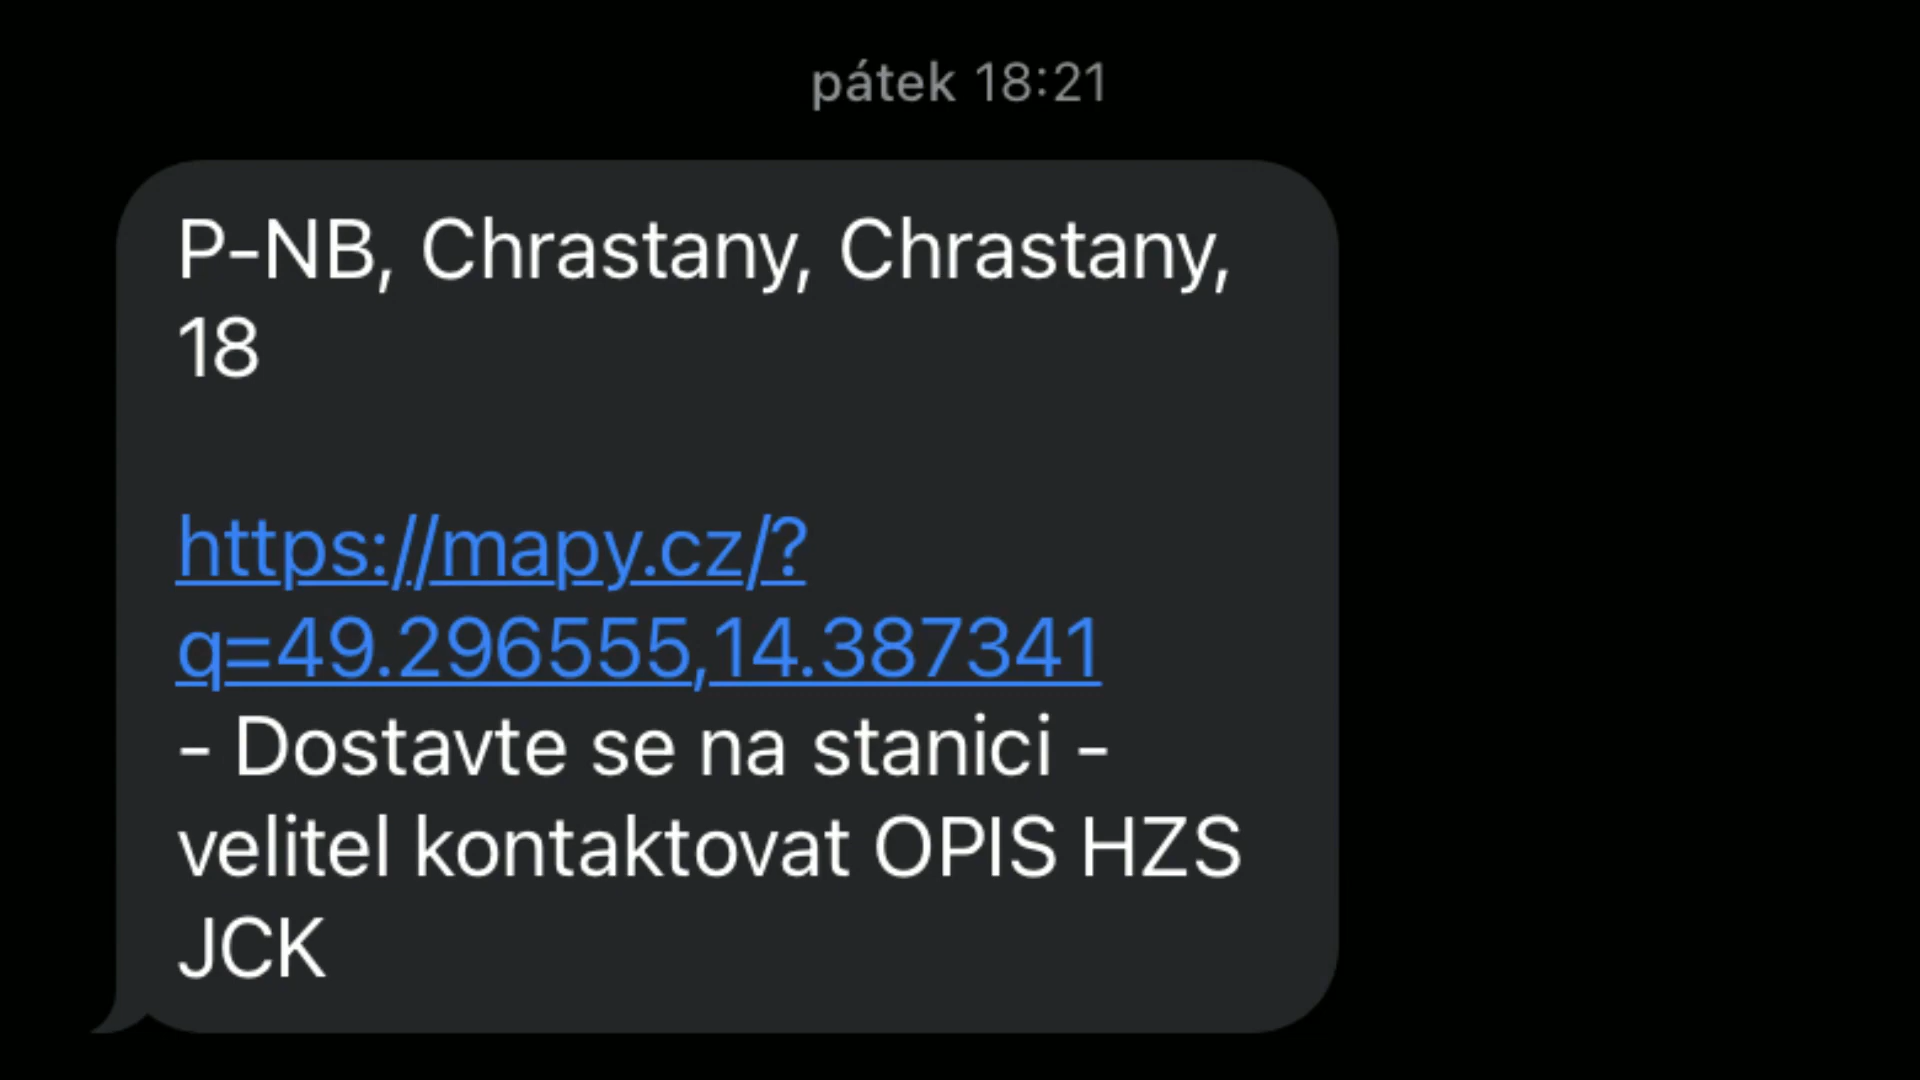 pátek 18:21
P-NB, Chrastany, Chrastany,
18
https://mapy.cz/?
q=49.296555,14.387341
- Dostavte se na stanici -
velitel kontaktovat OPIS HZS
JCK